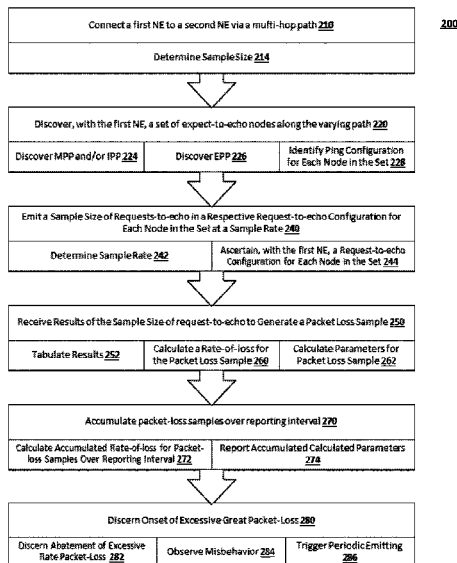 200
Connect a first NE to a second NE via a multi-hop path 210
Determine Sample Size 214
Discover, with the first NE, a set of expect-to-echo nodes along the varying path 220
Discover MPP and/or IPP 224
Discover EPP 226
Identify Ping Configuration
for Each Node in the Set 228
Emit a Sample Size of Requests-to-echo in a Respective Request-to-echo Configuration for
Each Node in the Set at a Sample Rate 240
Determine Sample Rate 242
Ascertain, with the first NE, a Request-to-echo
Configuration for Each Node in the Set 244
Receive Results of the Sample Size of request-to-echo to Generate a Packet Loss Sample 250
Tabulate Results 252
Calculate a Rate-of-loss for
the Packet Loss Sample 260
Calculate Parameters for
Packet Loss Sample 262
Accumulate packet-loss samples over reporting interval 270
Calculate Accumulated Rate-of-loss for Packet-
loss Samples Over Reporting Interval 272
Report Accumulated Calculated Parameters
274
Discern Onset of Excessive Great Packet-Loss 280
Discern Abatement of Excessive
Rate Packet-Loss 282
Observe Misbehavior 284
Trigger Periodic Emitting
286